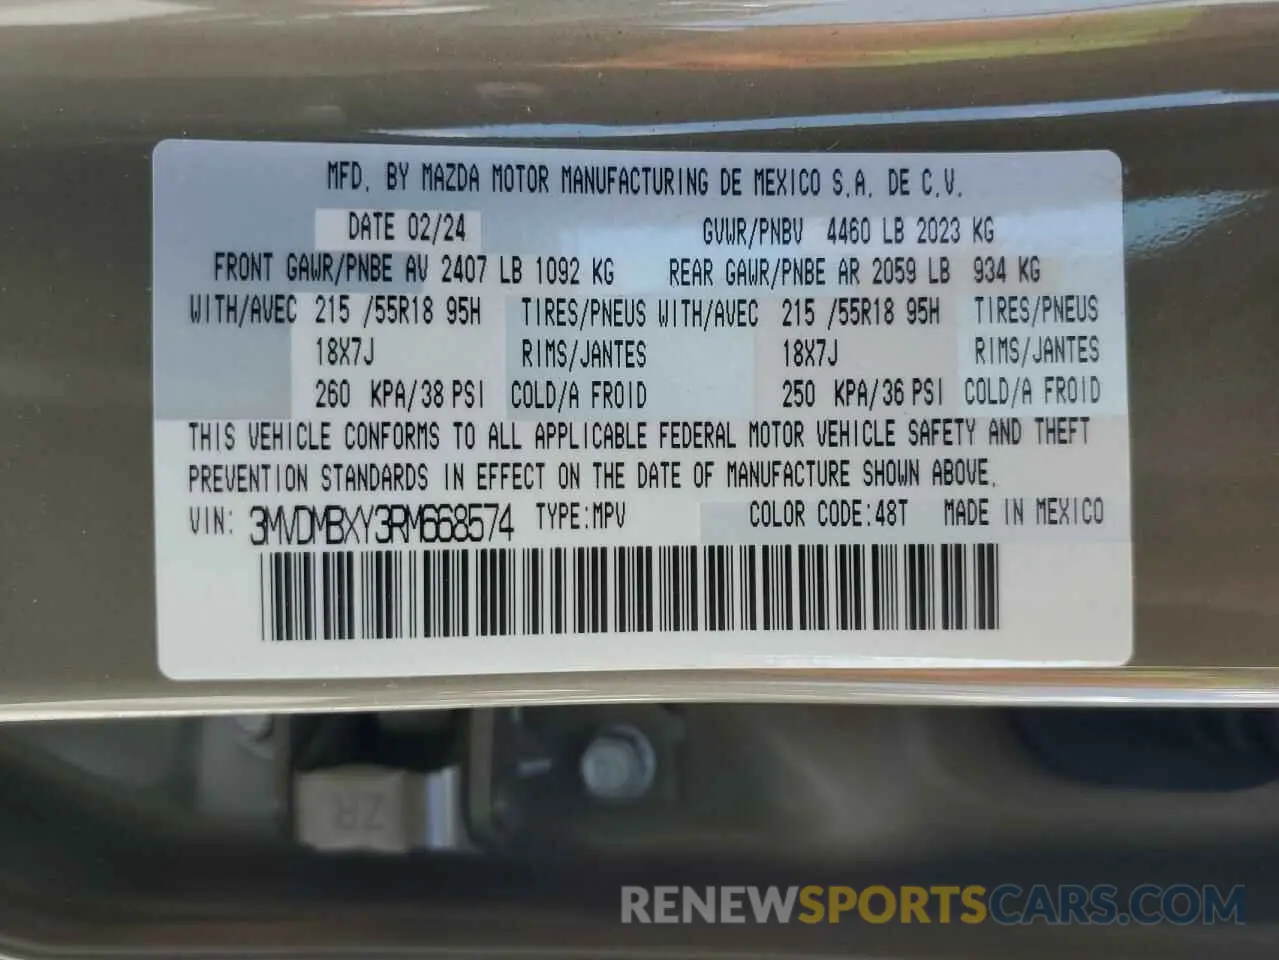 MFD. BY MAZDA MOTOR MANUFACTURING DE MEXICO S.A. DE C.V.
DATE 02/24 GVWR/PNBV 4460 LB 2023 KG
FRONT GAWR/PNBE AV 2407 LB 1092 KG REAR GAWR/PNBE AR 2059 LB 934 KG
WITH/AVEC 215 /55R18 95H TIRES/PNEUS WITH/AVEC 215 /55R18 95H TIRES/PNEUS
18X7J RIMS/JANTES 18X7J RIMS/JANTES
260 KPA/38 PSI COLD/A FROID 250 KPA/36 PSI COLD/A FROID
THIS VEHICLE CONFORMS TO ALL APPLICABLE FEDERAL MOTOR VEHICLE SAFETY AND THEFT
PREVENTION STANDARDS IN EFFECT ON THE DATE OF MANUFACTURE SHOWN ABOVE.
VIN: 3MVDMBXY3RM668574 TYPE:MPV COLOR CODE:48T MADE IN MEXICO
ZR
RENEWSPORTSCARS.COM